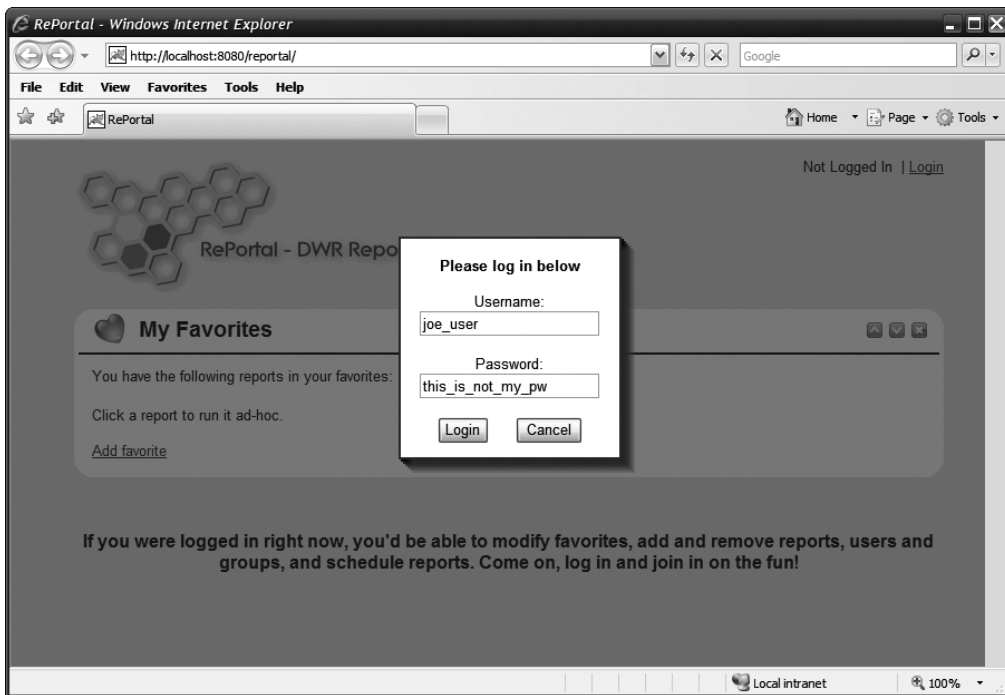 RePortal - Windows Internet Explorer
http://localhost:8080/reportal/
Google
File Edit View Favorites Tools Help
RePortal
Home Page Tools
Not Logged In | Login
RePortal - DWR Repo
Please log in below
Username:
joe_user
Password:
this_is_not_my_pw
Login Cancel
My Favorites
You have the following reports in your favorites:
Click a report to run it ad-hoc.
Add favorite
If you were logged in right now, you'd be able to modify favorites, add and remove reports, users and
groups, and schedule reports. Come on, log in and join in on the fun!
Local intranet
100%